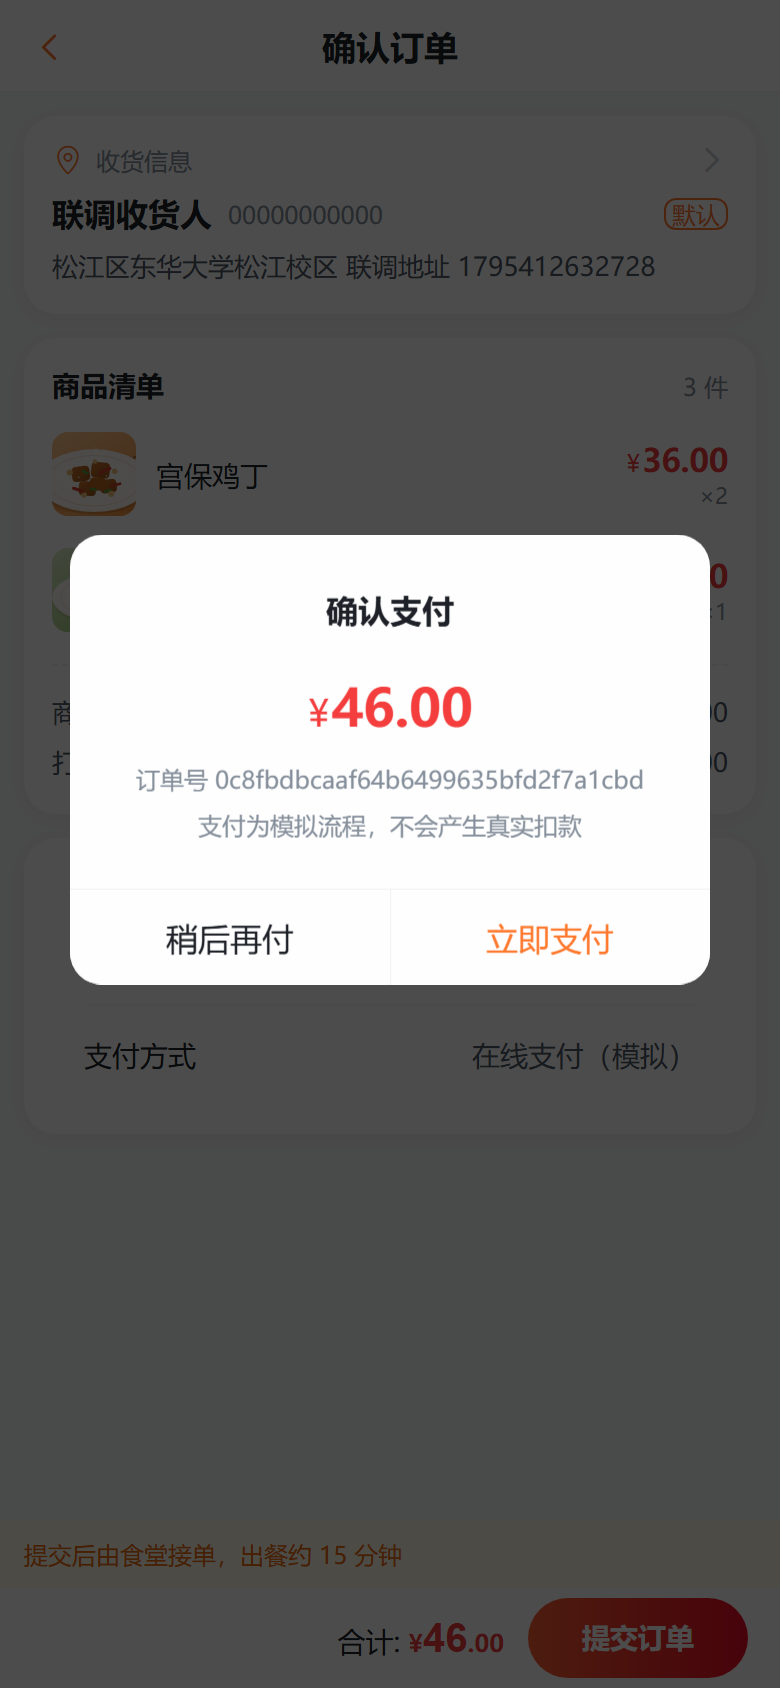 确认订单
收货信息
联调收货人 00000000000 默认
松江区东华大学松江校区 联调地址 1795412632728
商品清单 3 件
宫保鸡丁 ¥36.00
×2
确认支付
¥46.00
订单号 0c8fbdbcaaf64b6499635bfd2f7a1cbd
支付为模拟流程，不会产生真实扣款
稍后再付 立即支付
支付方式 在线支付（模拟）
提交后由食堂接单，出餐约 15 分钟
合计: ¥46.00 提交订单